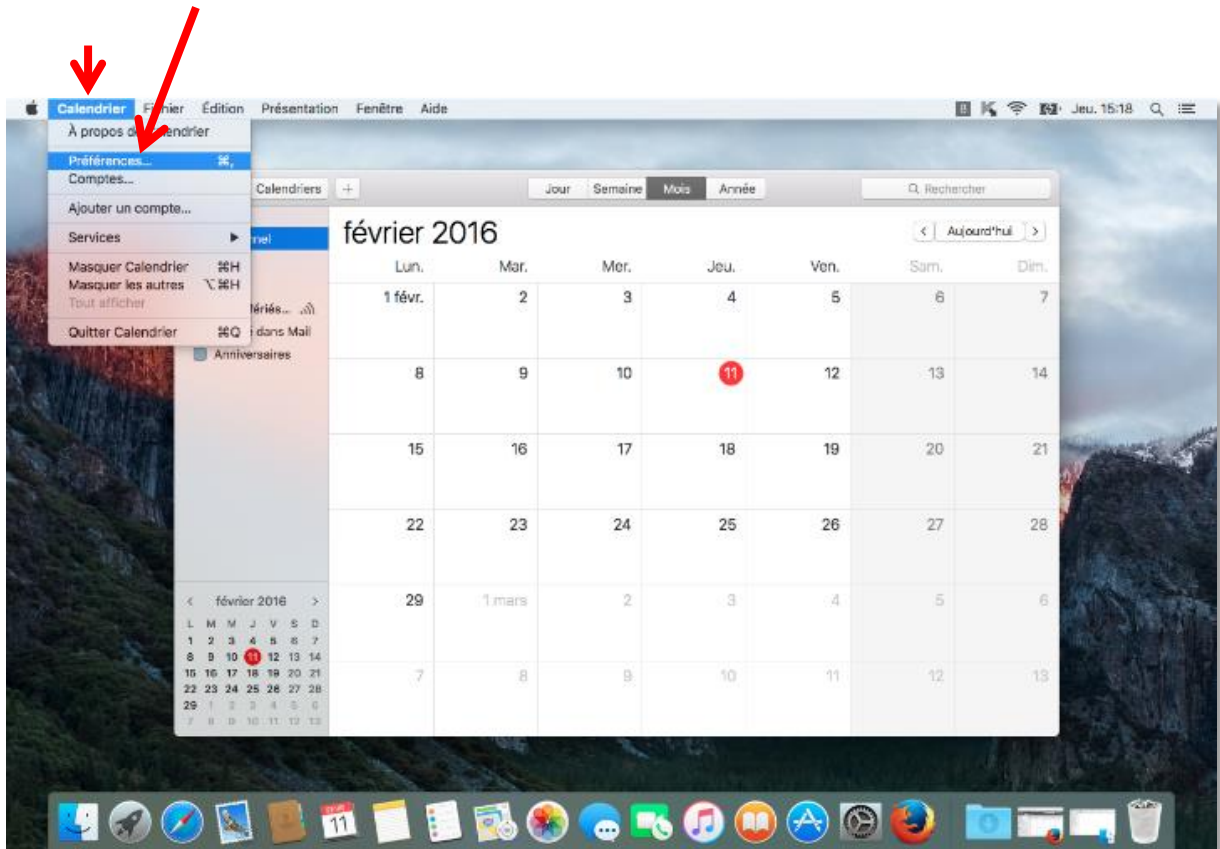 Calendrier Fichier Édition Présentation Fenêtre Aide Jeu. 15:18
À propos de Calendrier
Préférences... ⌘,
Comptes...
Ajouter un compte...
Services ▶
Masquer Calendrier ⌘H
Masquer les autres ⌥⌘H
Tout afficher
Quitter Calendrier ⌘Q
Calendriers + Jour Semaine Mois Année Rechercher
février 2016 < Aujourd'hui >
nel
Lun. Mar. Mer. Jeu. Ven. Sam. Dim.
1 févr. 2 3 4 5 6 7
fériés...
dans Mail
Anniversaires
8 9 10 11 12 13 14
15 16 17 18 19 20 21
22 23 24 25 26 27 28
29 1 mars 2 3 4 5 6
7 8 9 10 11 12 13
< février 2016 >
L M M J V S D
1 2 3 4 5 6 7
8 9 10 11 12 13 14
15 16 17 18 19 20 21
22 23 24 25 26 27 28
29 1 2 3 4 5 6
7 8 9 10 11 12 13
11